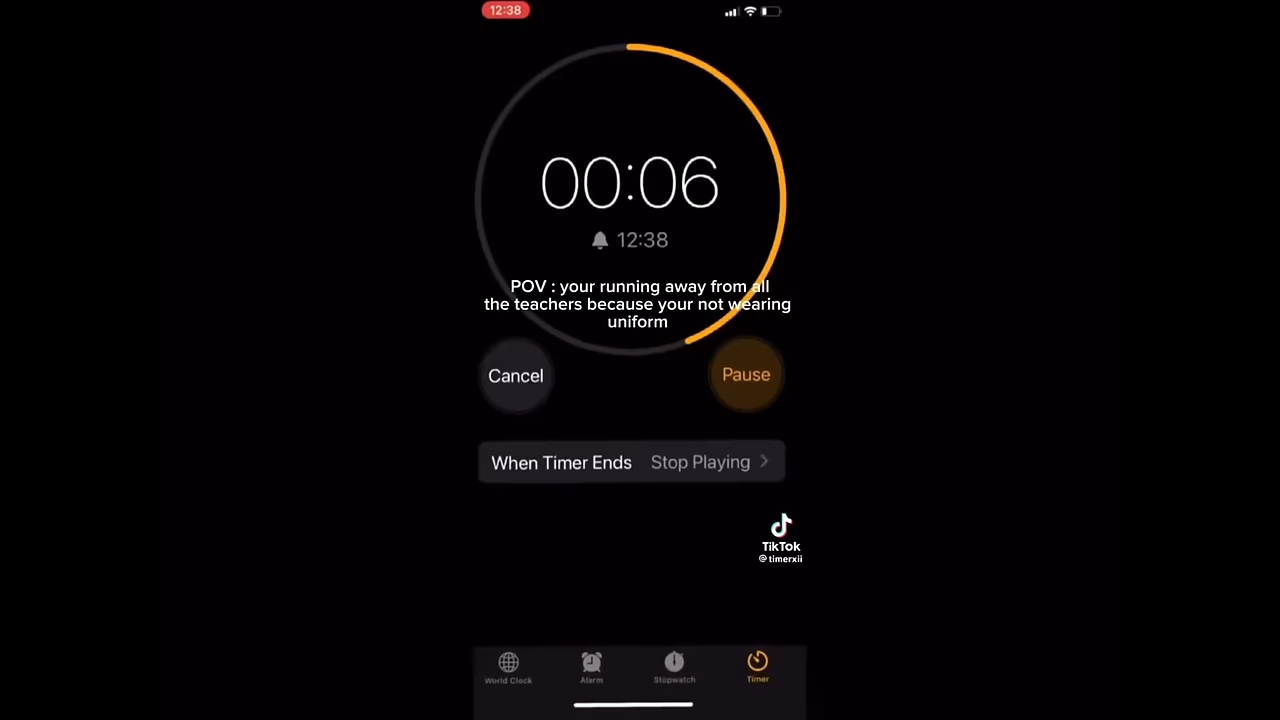 12:38
00:06
12:38
POV : your running away from all
the teachers because your not wearing
uniform
Cancel
Pause
When Timer Ends Stop Playing
TikTok
@timerxii
World Clock Alarm Stopwatch Timer